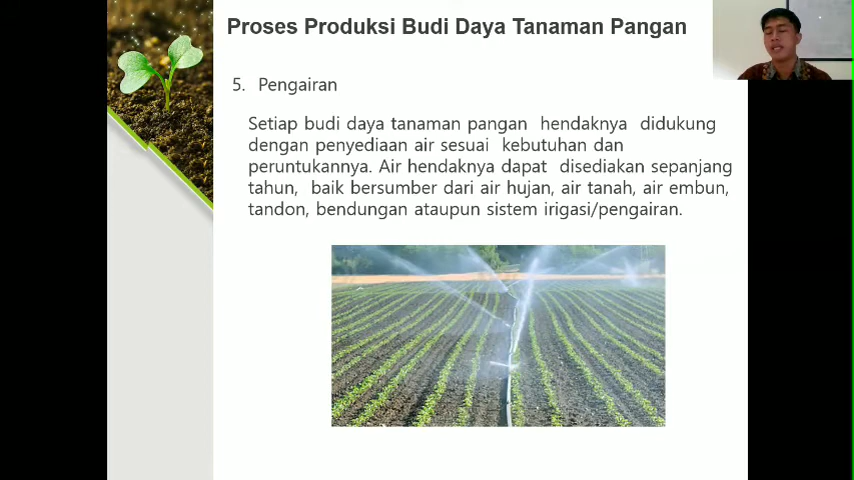 Proses Produksi Budi Daya Tanaman Pangan
5. Pengairan
Setiap budi daya tanaman pangan hendaknya didukung
dengan penyediaan air sesuai kebutuhan dan
peruntukannya. Air hendaknya dapat disediakan sepanjang
tahun, baik bersumber dari air hujan, air tanah, air embun,
tandon, bendungan ataupun sistem irigasi/pengairan.